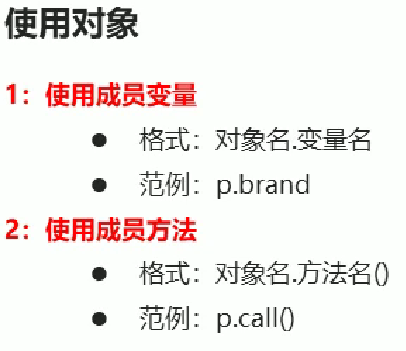 使用对象
1：使用成员变量
● 格式：对象名.变量名
● 范例：p.brand
2：使用成员方法
● 格式：对象名.方法名()
● 范例：p.call()